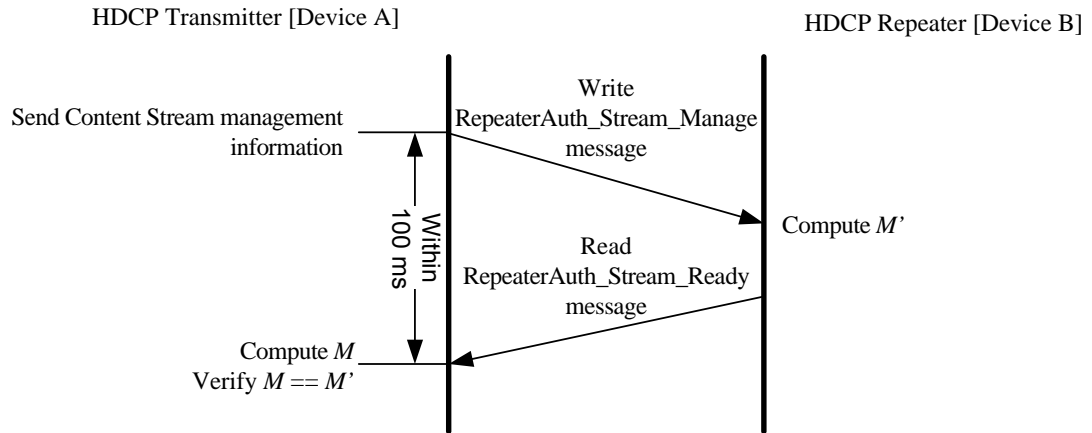 HDCP Transmitter [Device A]
HDCP Repeater [Device B]
Send Content Stream management
information
Write
RepeaterAuth_Stream_Manage
message
Within
100 ms
Compute M’
Read
RepeaterAuth_Stream_Ready
message
Compute M
Verify M == M’